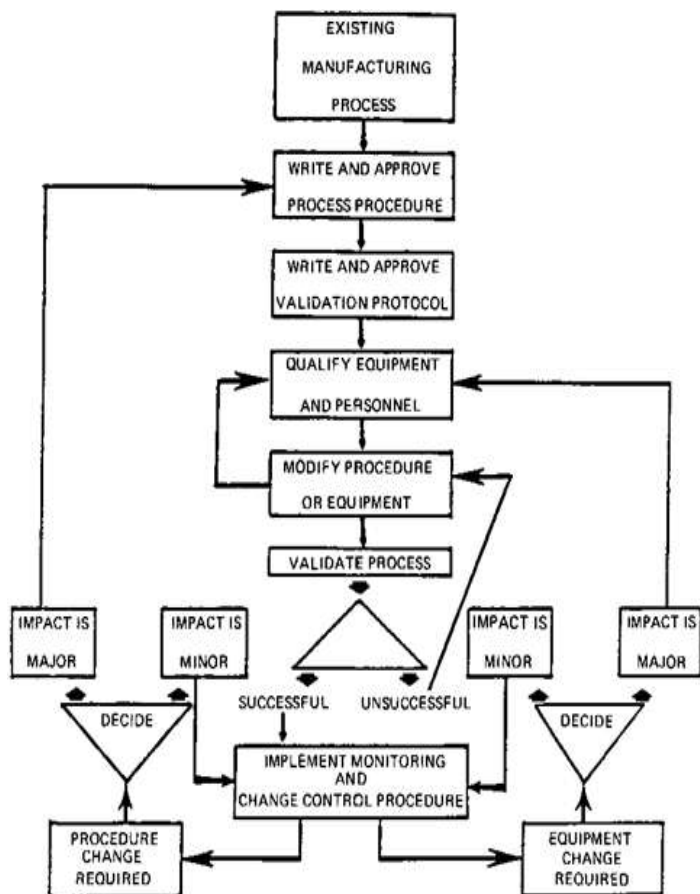 EXISTING
MANUFACTURING
PROCESS
WRITE AND APPROVE
PROCESS PROCEDURE
WRITE AND APPROVE
VALIDATION PROTOCOL
QUALIFY EQUIPMENT
AND PERSONNEL
MODIFY PROCEDURE
OR EQUIPMENT
VALIDATE PROCESS
IMPACT IS
MAJOR
IMPACT IS
MINOR
IMPACT IS
MINOR
IMPACT IS
MAJOR
DECIDE
SUCCESSFUL
UNSUCCESSFUL
DECIDE
IMPLEMENT MONITORING
AND
CHANGE CONTROL PROCEDURE
PROCEDURE
CHANGE
REQUIRED
EQUIPMENT
CHANGE
REQUIRED